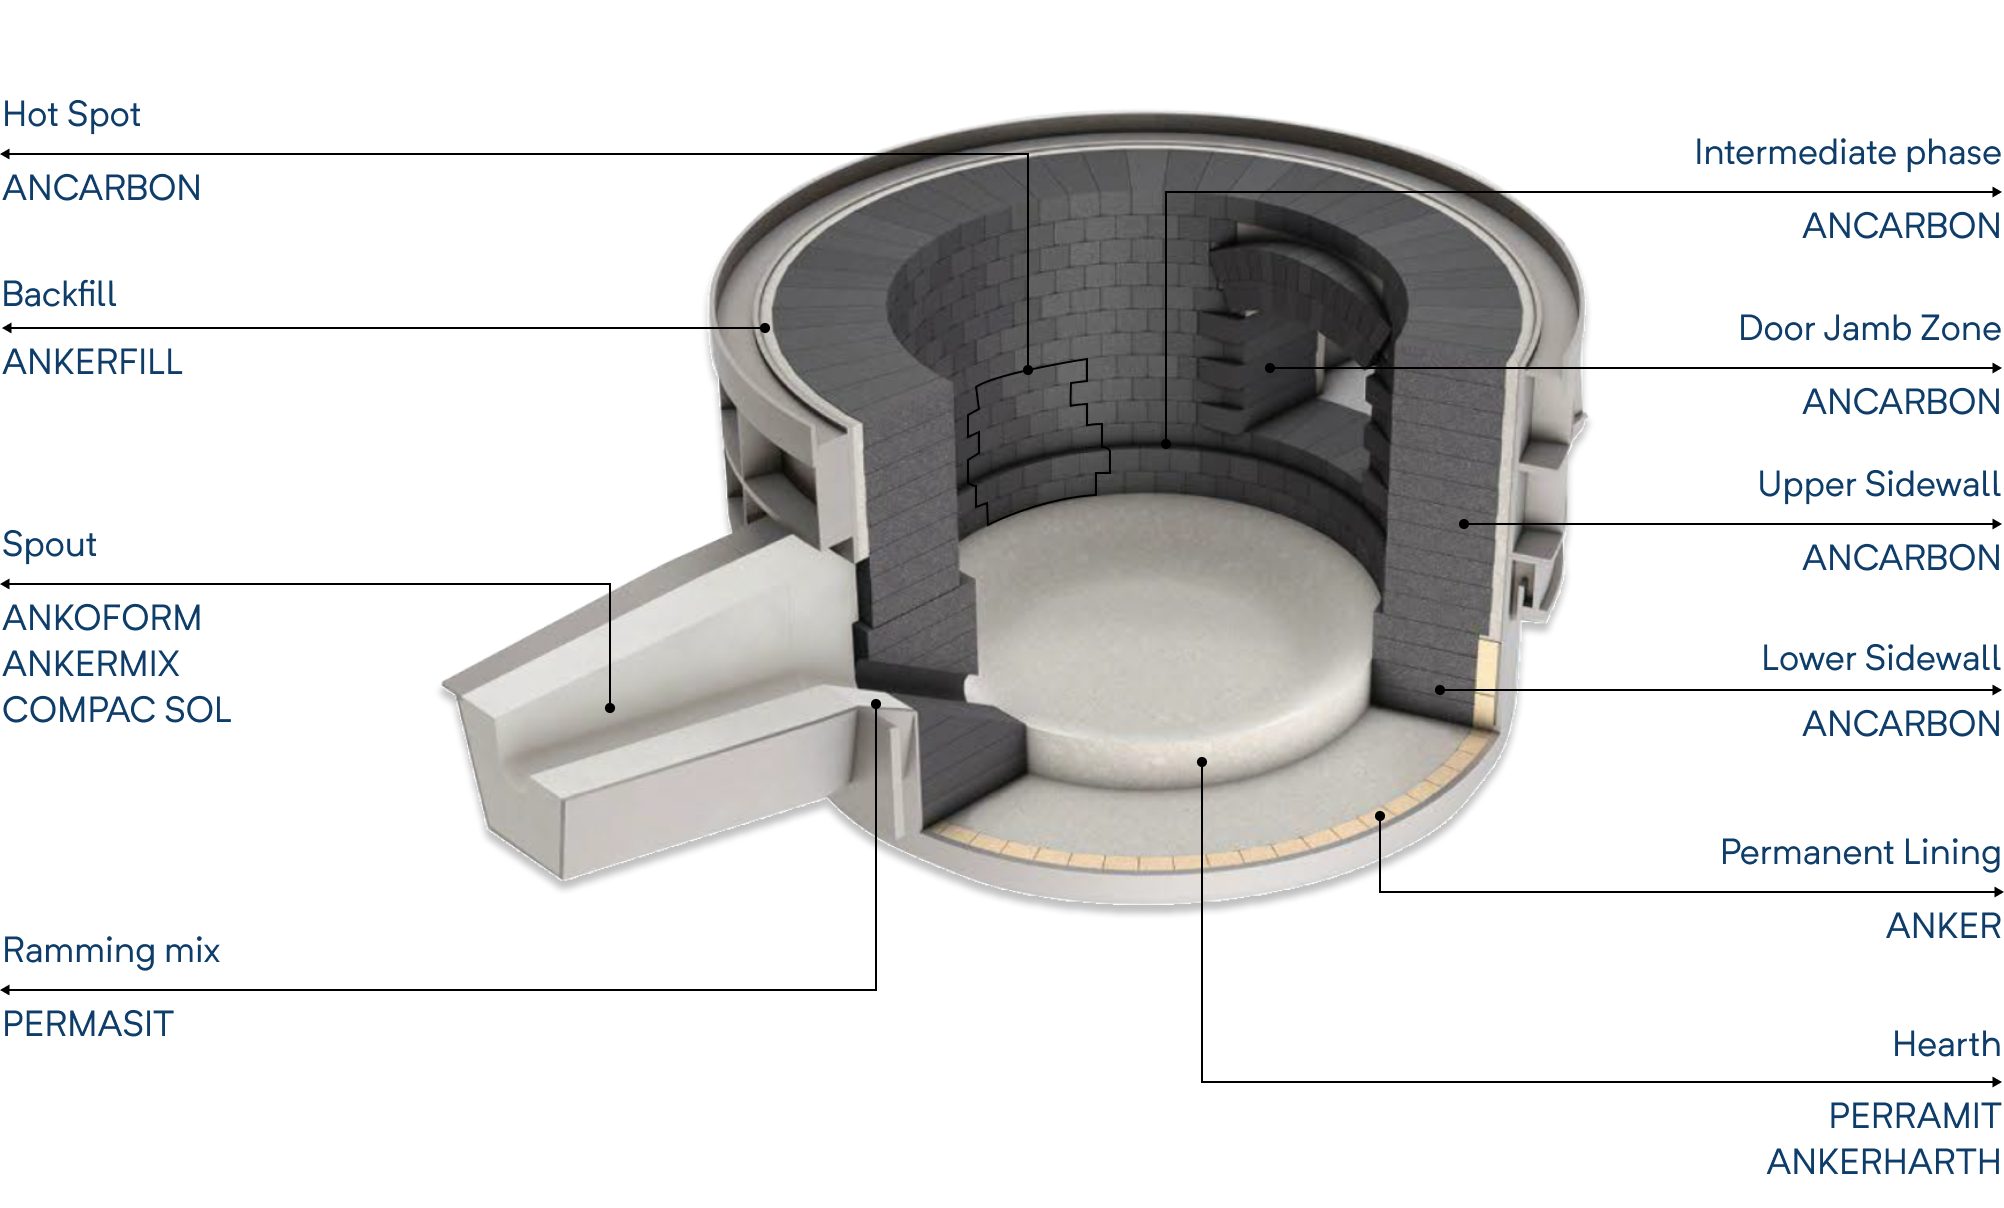 Hot Spot
ANCARBON
Backfill
ANKERFILL
Spout
ANKOFORM
ANKERMIX
COMPAC SOL
Ramming mix
PERMASIT
Intermediate phase
ANCARBON
Door Jamb Zone
ANCARBON
Upper Sidewall
ANCARBON
Lower Sidewall
ANCARBON
Permanent Lining
ANKER
Hearth
PERRAMIT
ANKERHARTH